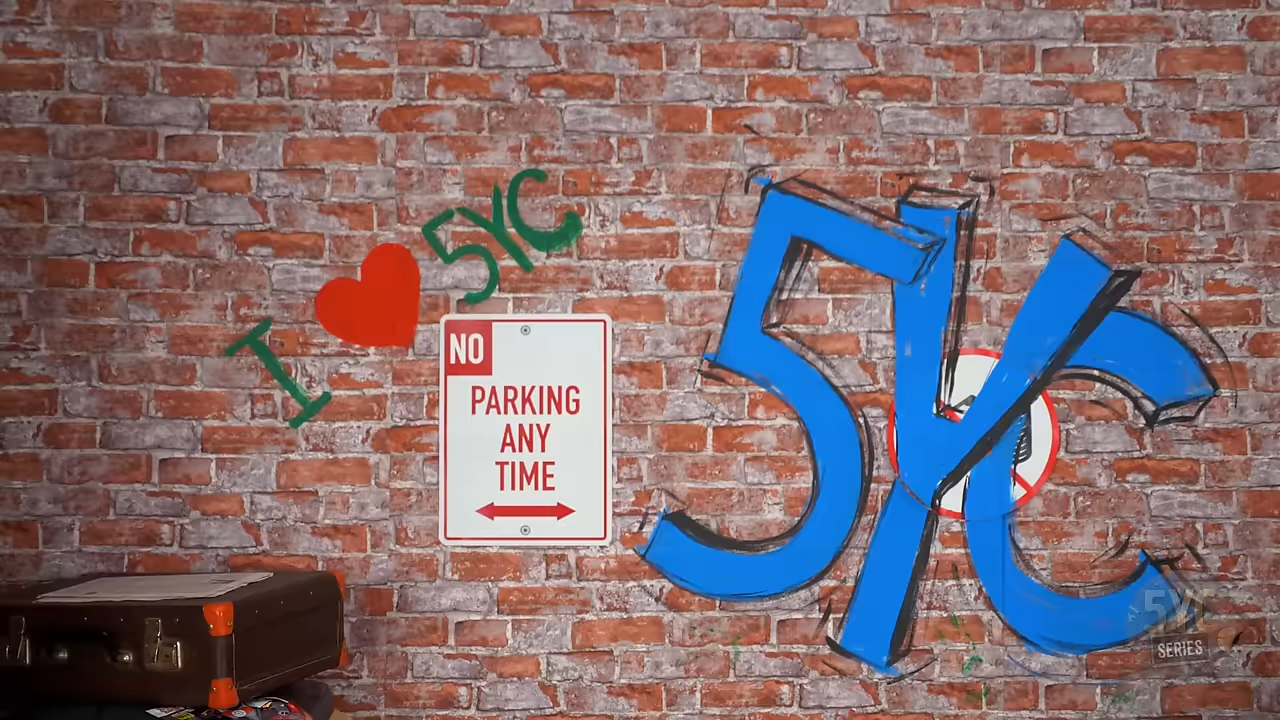 I ❤ 5YC
NO
PARKING
ANY
TIME
5YC
5YC
SERIES